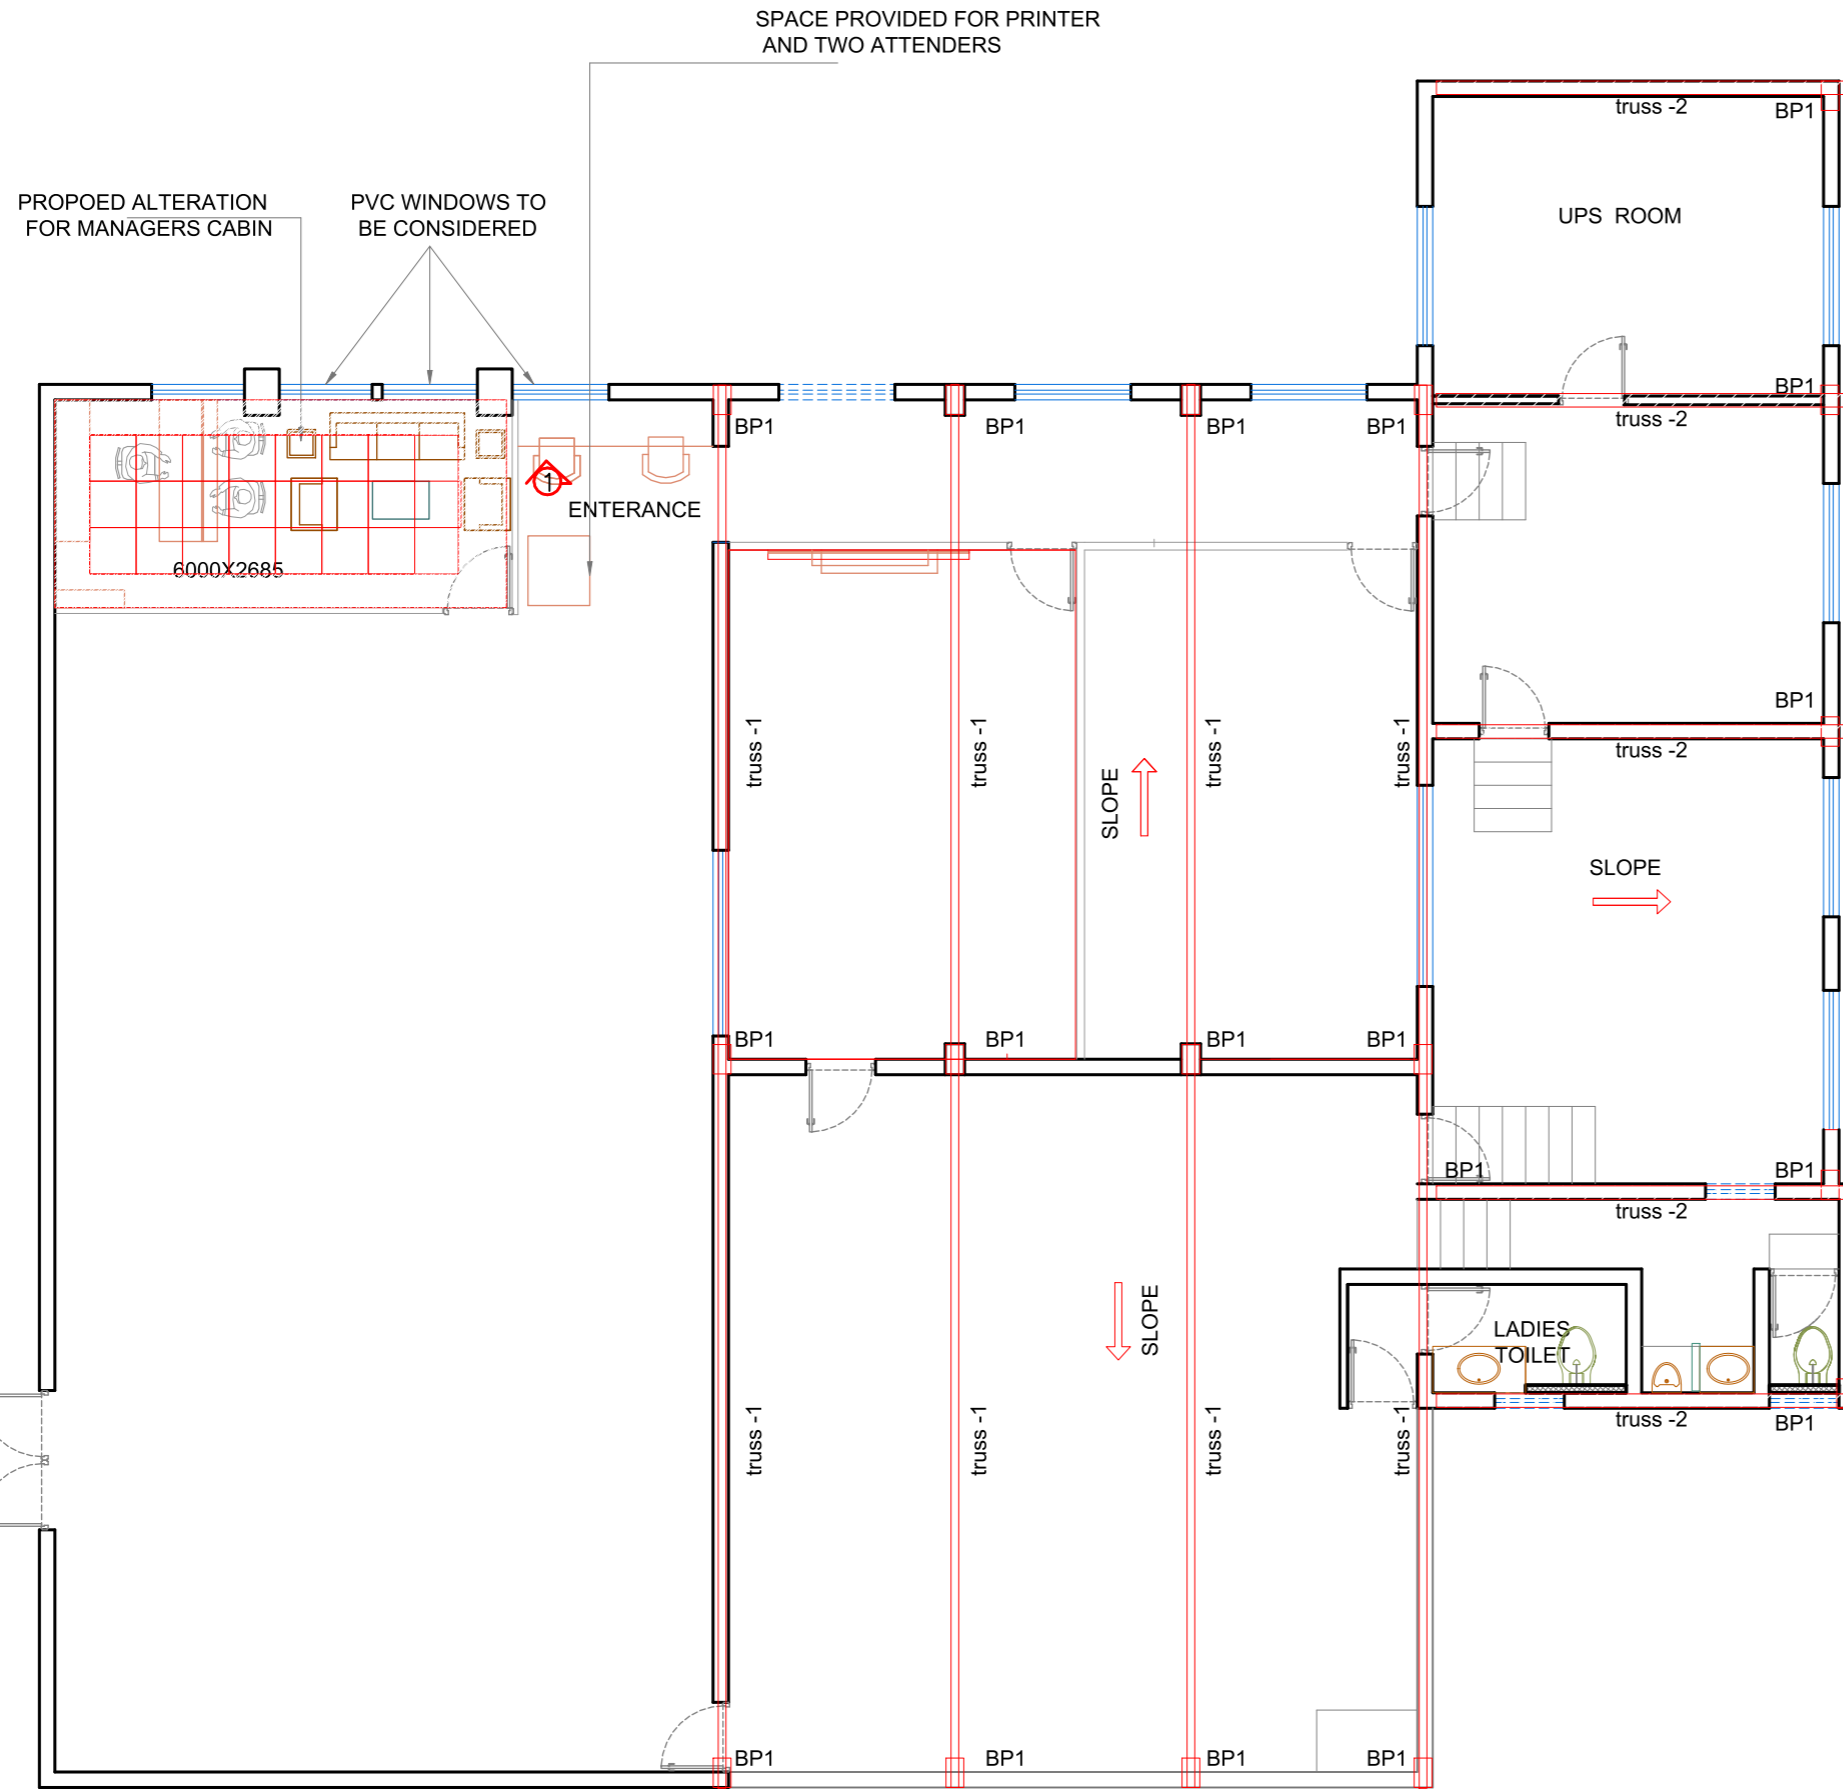 SPACE PROVIDED FOR PRINTER
AND TWO ATTENDERS
truss -2
BP1
PROPOED ALTERATION
FOR MANAGERS CABIN
PVC WINDOWS TO
BE CONSIDERED
UPS ROOM
BP1
truss -2
BP1
BP1
BP1
BP1
1
ENTERANCE
6000X2685
BP1
truss -1
truss -1
truss -1
truss -1
truss -2
SLOPE
SLOPE
BP1
BP1
BP1
BP1
BP1
BP1
truss -2
SLOPE
LADIES
TOILET
truss -1
truss -1
truss -1
truss -1
truss -2
BP1
BP1
BP1
BP1
BP1